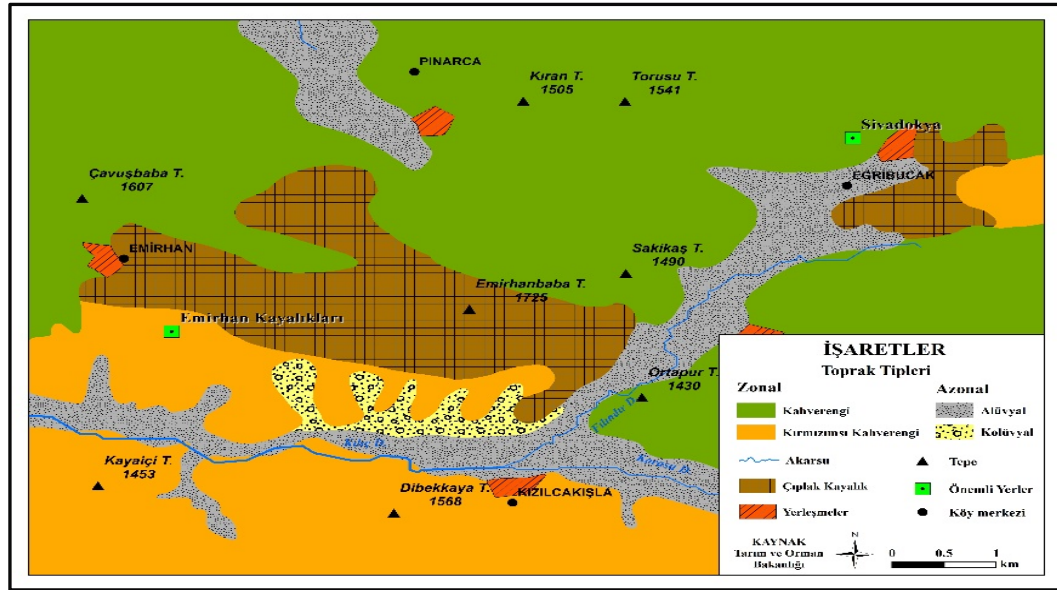 PINARCA
Kıran T.
1505
Torusu T.
1541
Sivadokya
Çavuşbaba T.
1607
EGRİBUCAK
EMİRHAN
Sakikaş T.
1490
Emirhanbaba T.
1725
Emirhan Kayalıkları
Ortapur T.
1430
Kayaiçi T.
1453
Dibekkaya T.
1568
KIZILCAKIŞLA
İŞARETLER
Toprak Tipleri
Zonal
Azonal
Kahverengi
Alüvyal
Kırmızımsı Kahverengi
Kolüvyal
Akarsu
Tepe
Çıplak Kayalık
Önemli Yerler
Yerleşmeler
Köy merkezi
KAYNAK
Tarım ve Orman
Bakanlığı
0 0.5 1
km